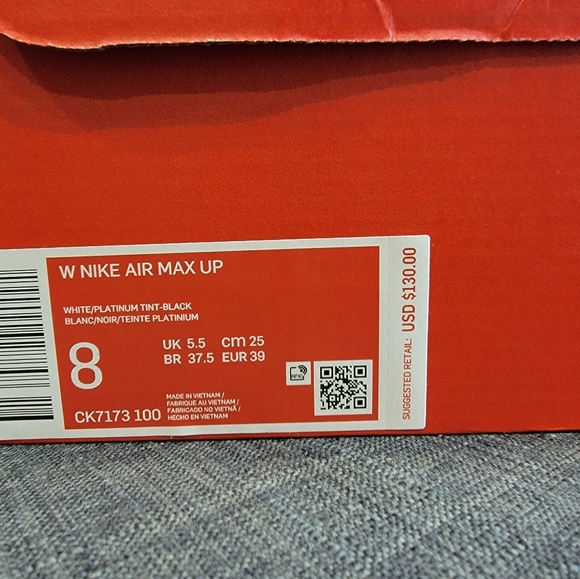 W NIKE AIR MAX UP
WHITE/PLATINUM TINT-BLACK
BLANC/NOIR/TEINTE PLATINIUM
8
UK 5.5 cm 25
BR 37.5 EUR 39
MADE IN VIETNAM /
FABRIQUE AU VIETNAM /
FABRICADO NO VIETNÃ /
HECHO EN VIETNAM
CK7173 100
SUGGESTED RETAIL: USD $130.00